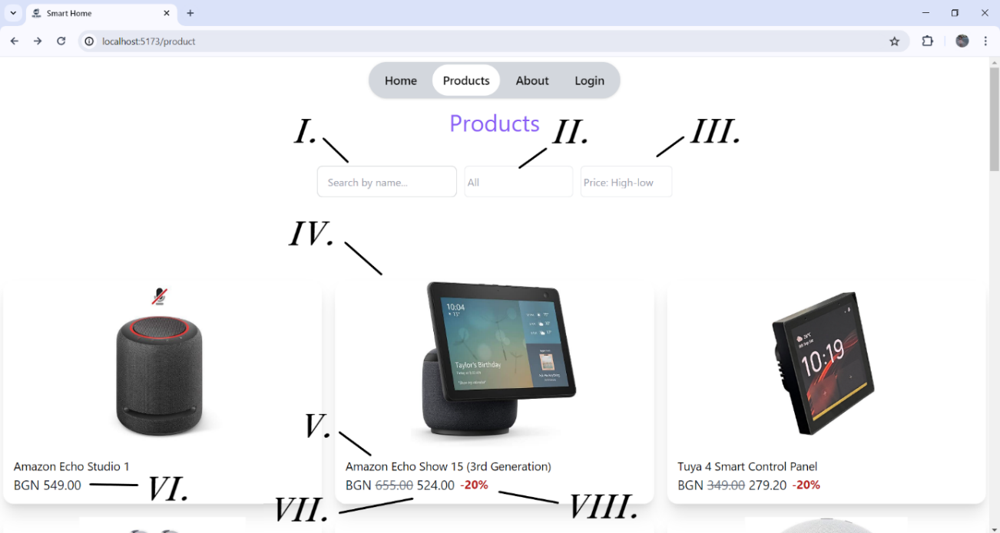 Smart Home
localhost:5173/product
Home Products About Login
Products
I. II. III.
Search by name... All Price: High-low
IV.
10:04
Taylor's Birthday
10:19
V.
Amazon Echo Studio 1
BGN 549.00
VI.
Amazon Echo Show 15 (3rd Generation)
BGN 655.00 524.00 -20%
VII. VIII.
Tuya 4 Smart Control Panel
BGN 349.00 279.20 -20%